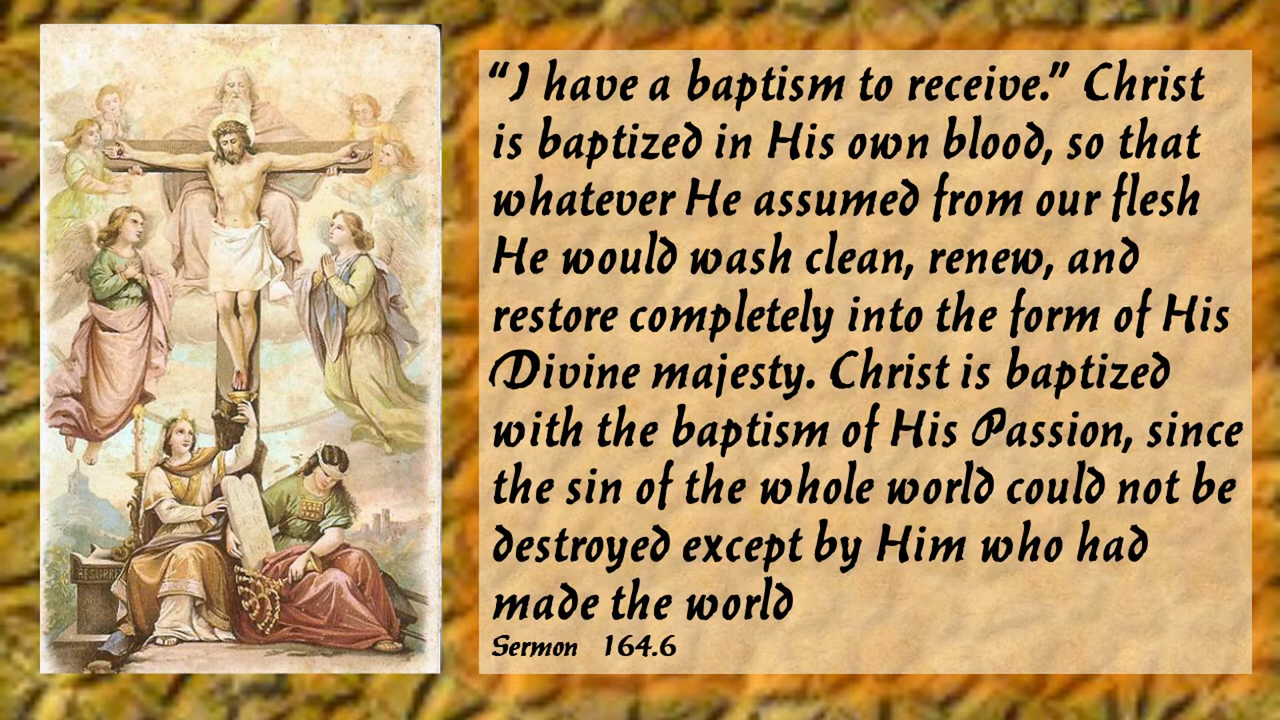 “I have a baptism to receive.” Christ
is baptized in His own blood, so that
whatever He assumed from our flesh
He would wash clean, renew, and
restore completely into the form of His
Divine majesty. Christ is baptized
with the baptism of His Passion, since
the sin of the whole world could not be
destroyed except by Him who had
made the world
Sermon 164.6